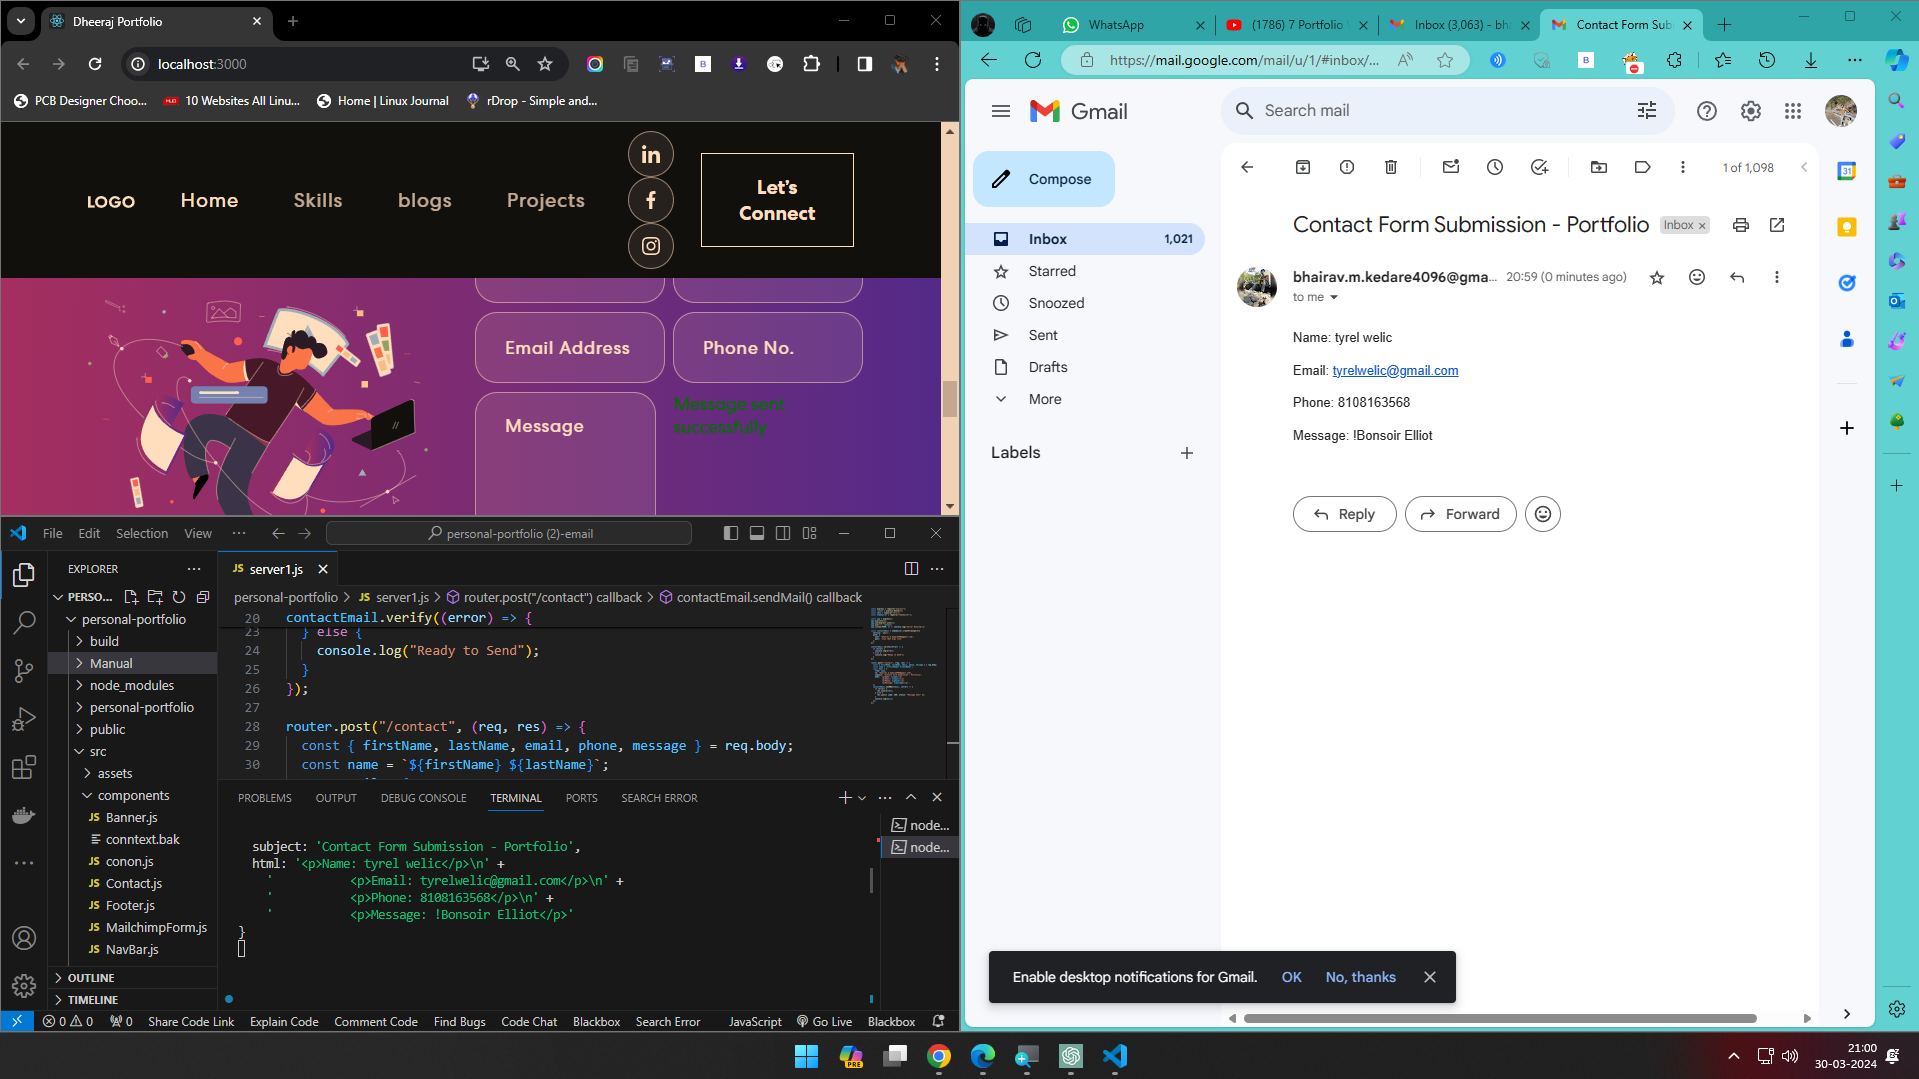 Dheeraj Portfolio
localhost:3000
PCB Designer Choo...
10 Websites All Linu...
Home | Linux Journal
rDrop - Simple and...
LOGO
Home
Skills
blogs
Projects
in
f
Let's
Connect
Email Address
Phone No.
Message
Message sent
successfully
File Edit Selection View ...
personal-portfolio (2)-email
EXPLORER
PERSO...
personal-portfolio
build
Manual
node_modules
personal-portfolio
public
src
assets
components
JS Banner.js
conntext.bak
JS conon.js
JS Contact.js
JS Footer.js
JS MailchimpForm.js
JS NavBar.js
OUTLINE
TIMELINE
JS server1.js
personal-portfolio > JS server1.js > router.post("/contact") callback > contactEmail.sendMail() callback
20 contactEmail.verify((error) => {
23 } else {
24 console.log("Ready to Send");
25 }
26 });
27
28 router.post("/contact", (req, res) => {
29 const { firstName, lastName, email, phone, message } = req.body;
30 const name = `${firstName} ${lastName}`;
PROBLEMS OUTPUT DEBUG CONSOLE TERMINAL PORTS SEARCH ERROR
node...
node...
subject: 'Contact Form Submission - Portfolio',
html: '<p>Name: tyrel welic</p>\n' +
' <p>Email: tyrelwelic@gmail.com</p>\n' +
' <p>Phone: 8108163568</p>\n' +
' <p>Message: !Bonsoir Elliot</p>'
}
0 0 0 Share Code Link Explain Code Comment Code Find Bugs Code Chat Blackbox Search Error JavaScript Go Live Blackbox
WhatsApp
(1786) 7 Portfolio
Inbox (3,063) - bha
Contact Form Sub
https://mail.google.com/mail/u/1/#inbox/...
Gmail
Search mail
Compose
Inbox 1,021
Starred
Snoozed
Sent
Drafts
More
Labels
1 of 1,098
Contact Form Submission - Portfolio
Inbox x
bhairav.m.kedare4096@gma... 20:59 (0 minutes ago)
to me
Name: tyrel welic
Email: tyrelwelic@gmail.com
Phone: 8108163568
Message: !Bonsoir Elliot
Reply
Forward
Enable desktop notifications for Gmail. OK No, thanks
31
PRE
21:00
30-03-2024